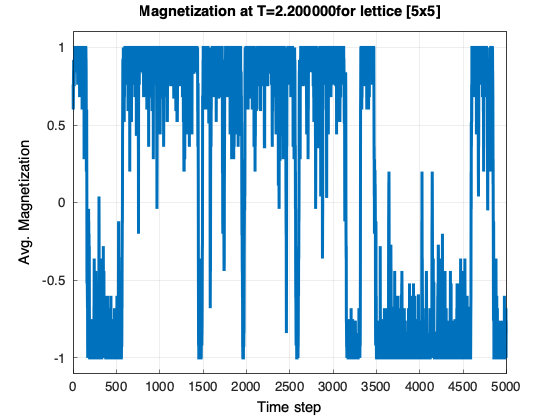 Magnetization at T=2.200000for lettice [5x5]
1
0.5
0
-0.5
-1
Avg. Magnetization
0 500 1000 1500 2000 2500 3000 3500 4000 4500 5000
Time step